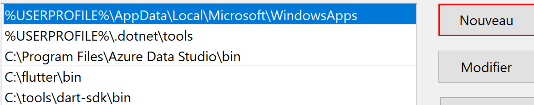 %USERPROFILE%\AppData\Local\Microsoft\WindowsApps
Nouveau
%USERPROFILE%\.dotnet\tools
C:\Program Files\Azure Data Studio\bin
Modifier
C:\flutter\bin
C:\tools\dart-sdk\bin